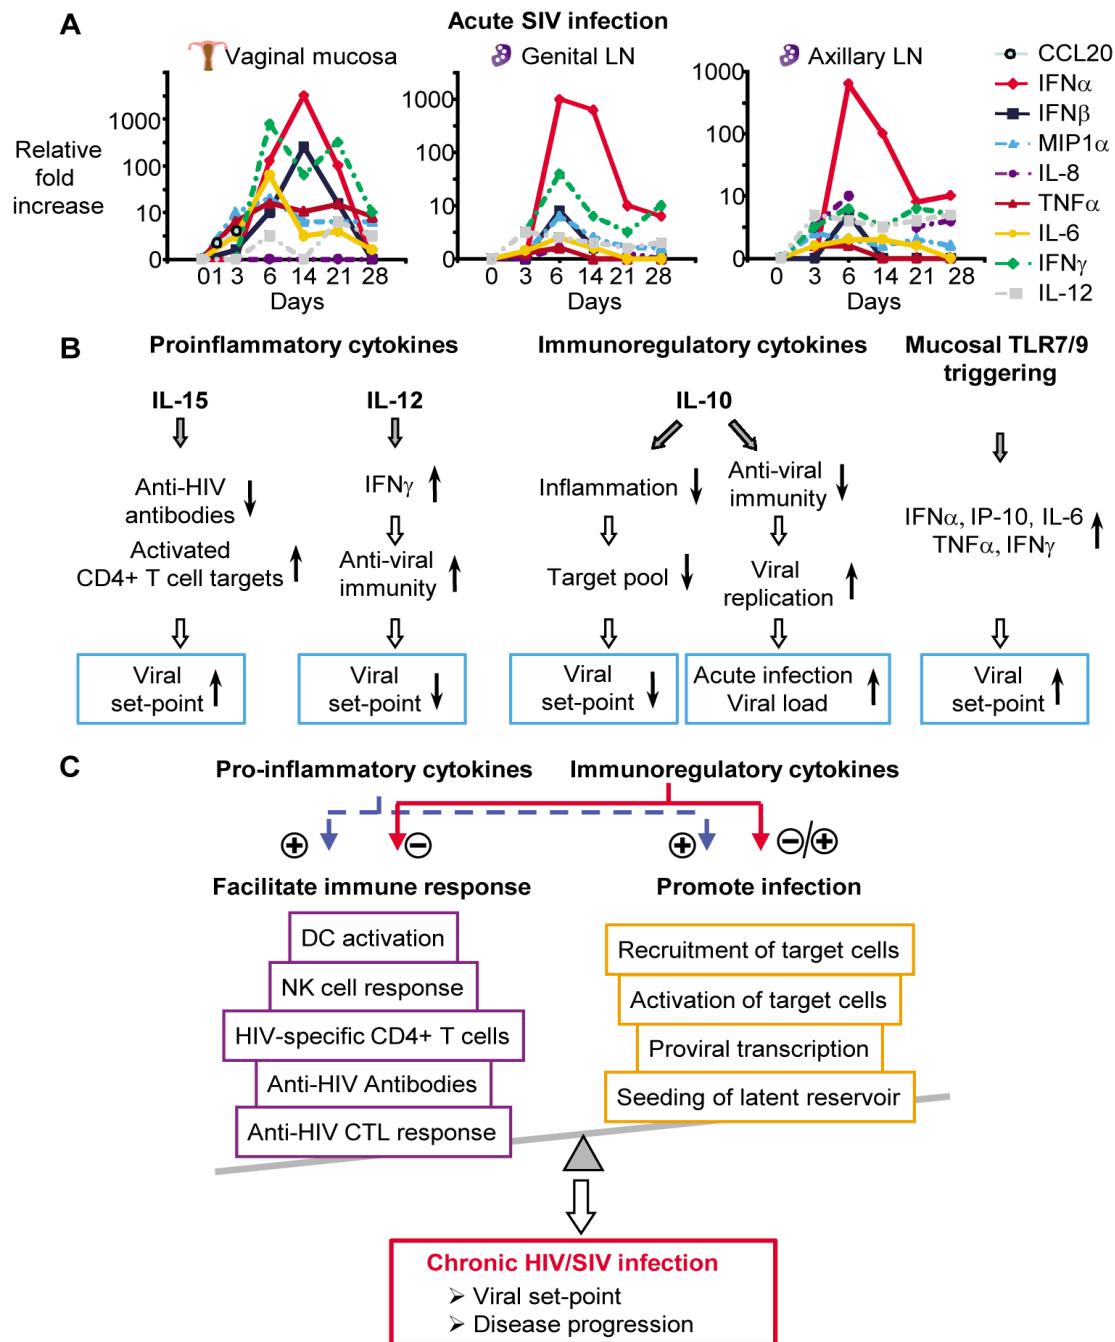 A
Acute SIV infection
Vaginal mucosa
Genital LN
Axillary LN
Relative
fold
increase
1000
100
10
0
0 1 3 6 14 21 28
Days
1000
100
10
0
0 3 6 14 21 28
Days
1000
100
10
0
0 3 6 14 21 28
Days
CCL20
IFNα
IFNβ
MIP1α
IL-8
TNFα
IL-6
IFNγ
IL-12
B
Proinflammatory cytokines
Immunoregulatory cytokines
Mucosal TLR7/9
triggering
IL-15
Anti-HIV
antibodies
Activated
CD4+ T cell targets
Viral
set-point
IL-12
IFNγ
Anti-viral
immunity
Viral
set-point
IL-10
Inflammation
Target pool
Viral
set-point
Anti-viral
immunity
Viral
replication
Acute infection
Viral load
IFNα, IP-10, IL-6
TNFα, IFNγ
Viral
set-point
C
Pro-inflammatory cytokines
Immunoregulatory cytokines
+ −
+ −/+
Facilitate immune response
Promote infection
DC activation
NK cell response
HIV-specific CD4+ T cells
Anti-HIV Antibodies
Anti-HIV CTL response
Recruitment of target cells
Activation of target cells
Proviral transcription
Seeding of latent reservoir
Chronic HIV/SIV infection
➢ Viral set-point
➢ Disease progression